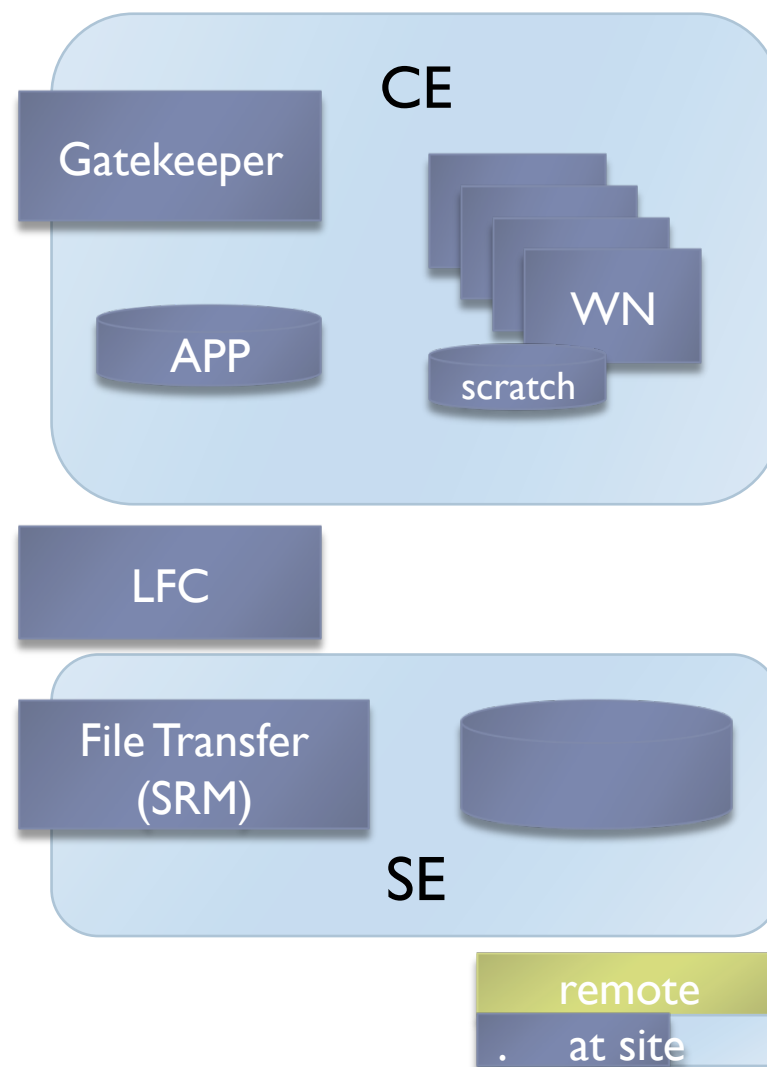 CE
Gatekeeper
WN
APP
scratch
LFC
File Transfer
(SRM)
SE
remote
. at site